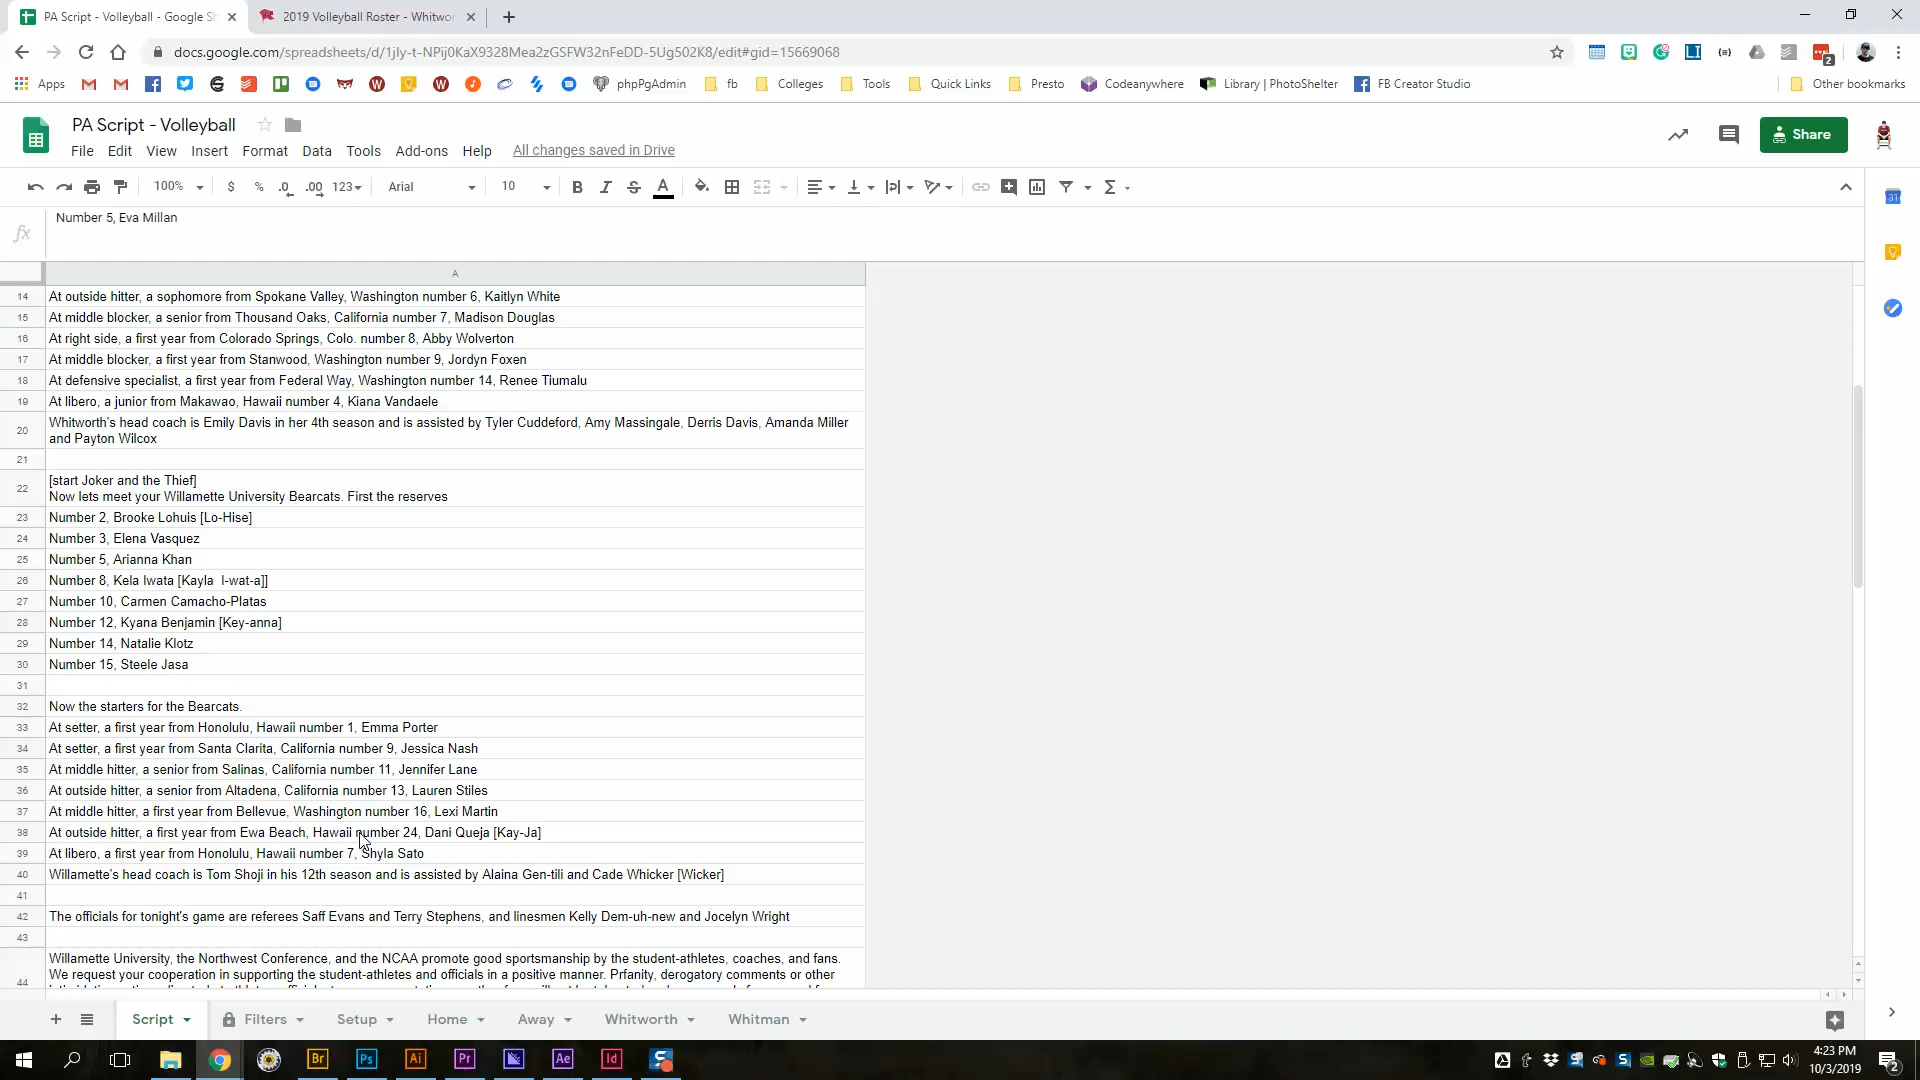 PA Script - Volleyball - Google Sh
2019 Volleyball Roster - Whitwor
docs.google.com/spreadsheets/d/1jIy-t-NPij0KaX9328Mea2zGSFW32nFeDD-5Ug502K8/edit#gid=15669068
Apps
phpPgAdmin
fb
Colleges
Tools
Quick Links
Presto
Codeanywhere
Library | PhotoShelter
FB Creator Studio
Other bookmarks
PA Script - Volleyball
File Edit View Insert Format Data Tools Add-ons Help All changes saved in Drive
Share
100% $ % .0 .00 123 Arial 10 B I S A
fx Number 5, Eva Millan
A
14 At outside hitter, a sophomore from Spokane Valley, Washington number 6, Kaitlyn White
15 At middle blocker, a senior from Thousand Oaks, California number 7, Madison Douglas
16 At right side, a first year from Colorado Springs, Colo. number 8, Abby Wolverton
17 At middle blocker, a first year from Stanwood, Washington number 9, Jordyn Foxen
18 At defensive specialist, a first year from Federal Way, Washington number 14, Renee Tiumalu
19 At libero, a junior from Makawao, Hawaii number 4, Kiana Vandaele
20 Whitworth's head coach is Emily Davis in her 4th season and is assisted by Tyler Cuddeford, Amy Massingale, Derris Davis, Amanda Miller
and Payton Wilcox
21
22 [start Joker and the Thief]
Now lets meet your Willamette University Bearcats. First the reserves
23 Number 2, Brooke Lohuis [Lo-Hise]
24 Number 3, Elena Vasquez
25 Number 5, Arianna Khan
26 Number 8, Kela Iwata [Kayla I-wat-a]]
27 Number 10, Carmen Camacho-Platas
28 Number 12, Kyana Benjamin [Key-anna]
29 Number 14, Natalie Klotz
30 Number 15, Steele Jasa
31
32 Now the starters for the Bearcats.
33 At setter, a first year from Honolulu, Hawaii number 1, Emma Porter
34 At setter, a first year from Santa Clarita, California number 9, Jessica Nash
35 At middle hitter, a senior from Salinas, California number 11, Jennifer Lane
36 At outside hitter, a senior from Altadena, California number 13, Lauren Stiles
37 At middle hitter, a first year from Bellevue, Washington number 16, Lexi Martin
38 At outside hitter, a first year from Ewa Beach, Hawaii number 24, Dani Queja [Kay-Ja]
39 At libero, a first year from Honolulu, Hawaii number 7, Shyla Sato
40 Willamette's head coach is Tom Shoji in his 12th season and is assisted by Alaina Gen-tili and Cade Whicker [Wicker]
41
42 The officials for tonight's game are referees Saff Evans and Terry Stephens, and linesmen Kelly Dem-uh-new and Jocelyn Wright
43
44 Willamette University, the Northwest Conference, and the NCAA promote good sportsmanship by the student-athletes, coaches, and fans.
We request your cooperation in supporting the student-athletes and officials in a positive manner. Prfanity, derogatory comments or other
Script Filters Setup Home Away Whitworth Whitman
Br Ps Ai Pr Ae Id
4:23 PM
10/3/2019
2